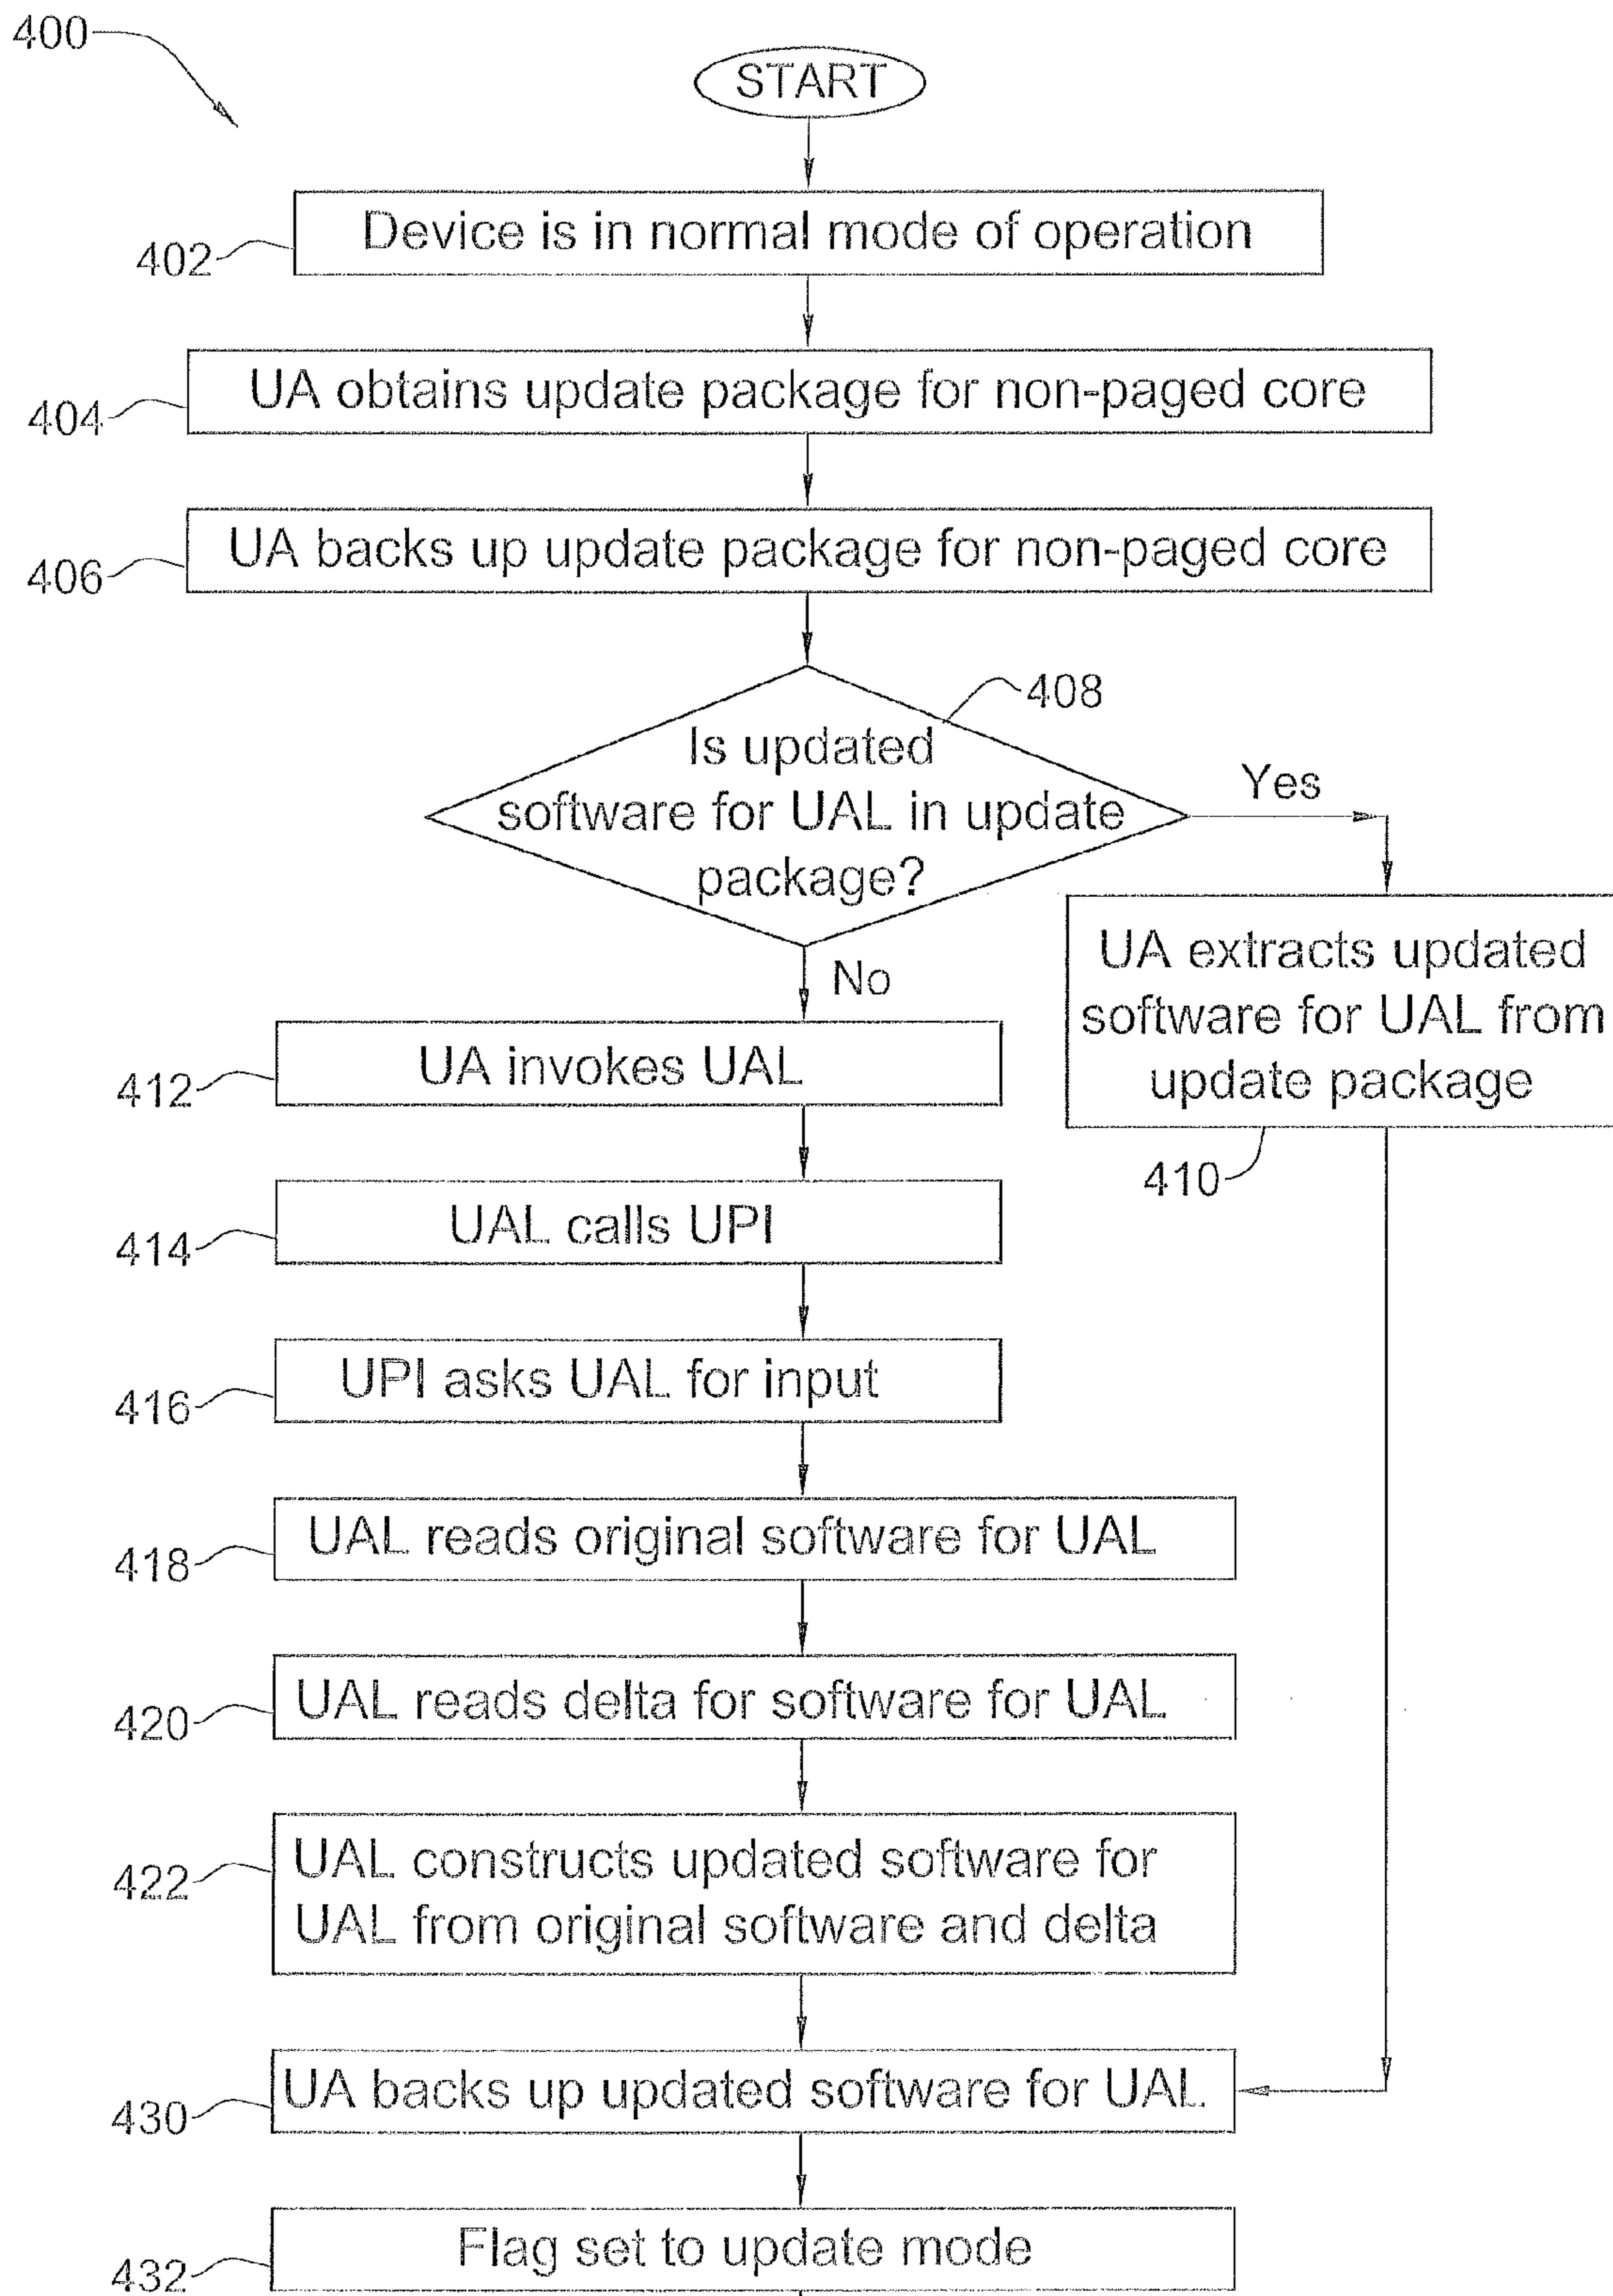 400
START
Device is in normal mode of operation
402
UA obtains update package for non-paged core
404
UA backs up update package for non-paged core
406
408
Is updated
software for UAL in update
package?
Yes
No
UA extracts updated
software for UAL from
update package
410
UA invokes UAL
412
UAL calls UPI
414
UPI asks UAL for input
416
UAL reads original software for UAL
418
UAL reads delta for software for UAL
420
UAL constructs updated software for
UAL from original software and delta
422
UA backs up updated software for UAL
430
Flag set to update mode
432